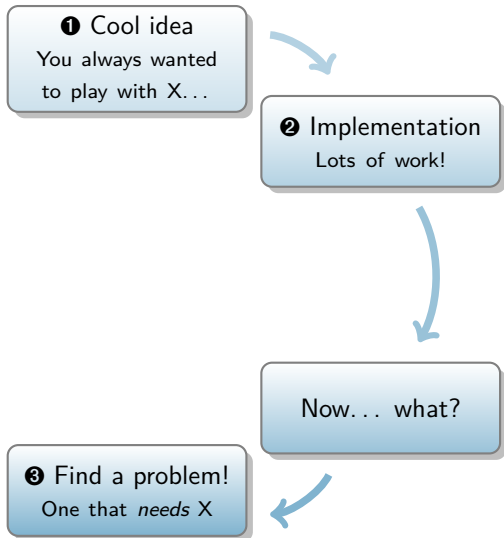 ❶ Cool idea
You always wanted
to play with X...
❷ Implementation
Lots of work!
Now... what?
❸ Find a problem!
One that needs X